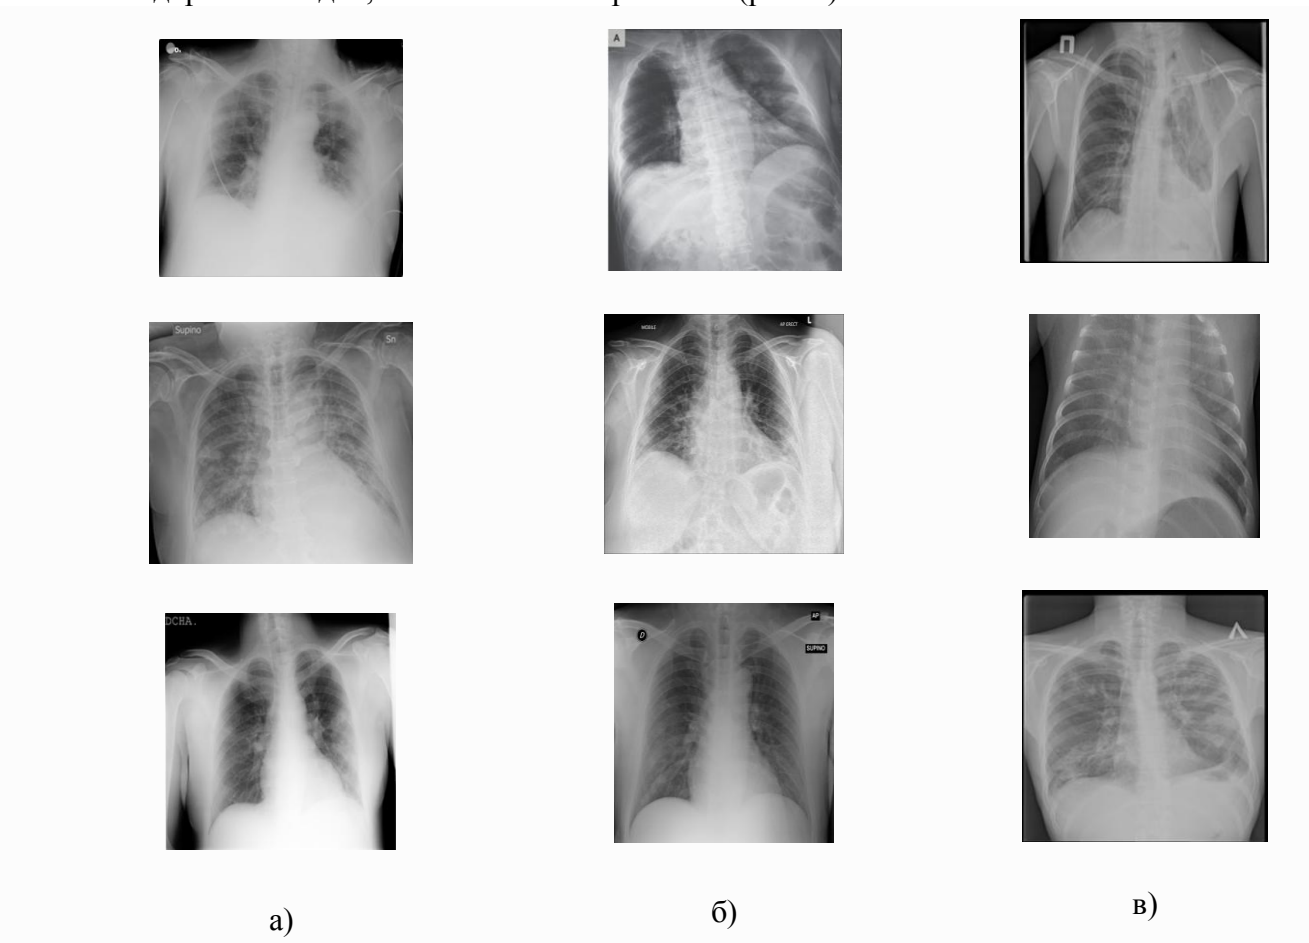 A
П
Supino
Sn
MOBILE
AP ERECT
L
DCHA.
D
AP
SUPINO
а)
б)
в)